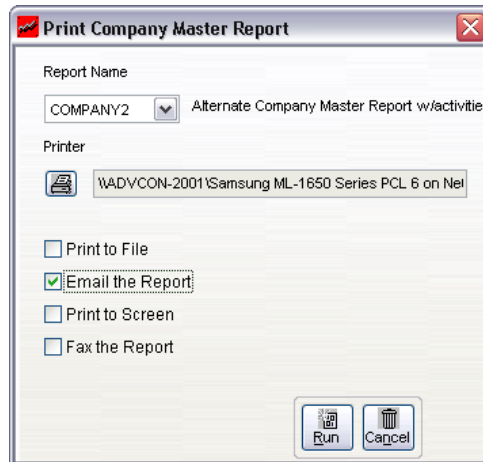 Print Company Master Report
Report Name
COMPANY2
Alternate Company Master Report w/activitie
Printer
\\ADVCON-2001\Samsung ML-1650 Series PCL 6 on Nel
Print to File
Email the Report
Print to Screen
Fax the Report
Run
Cancel